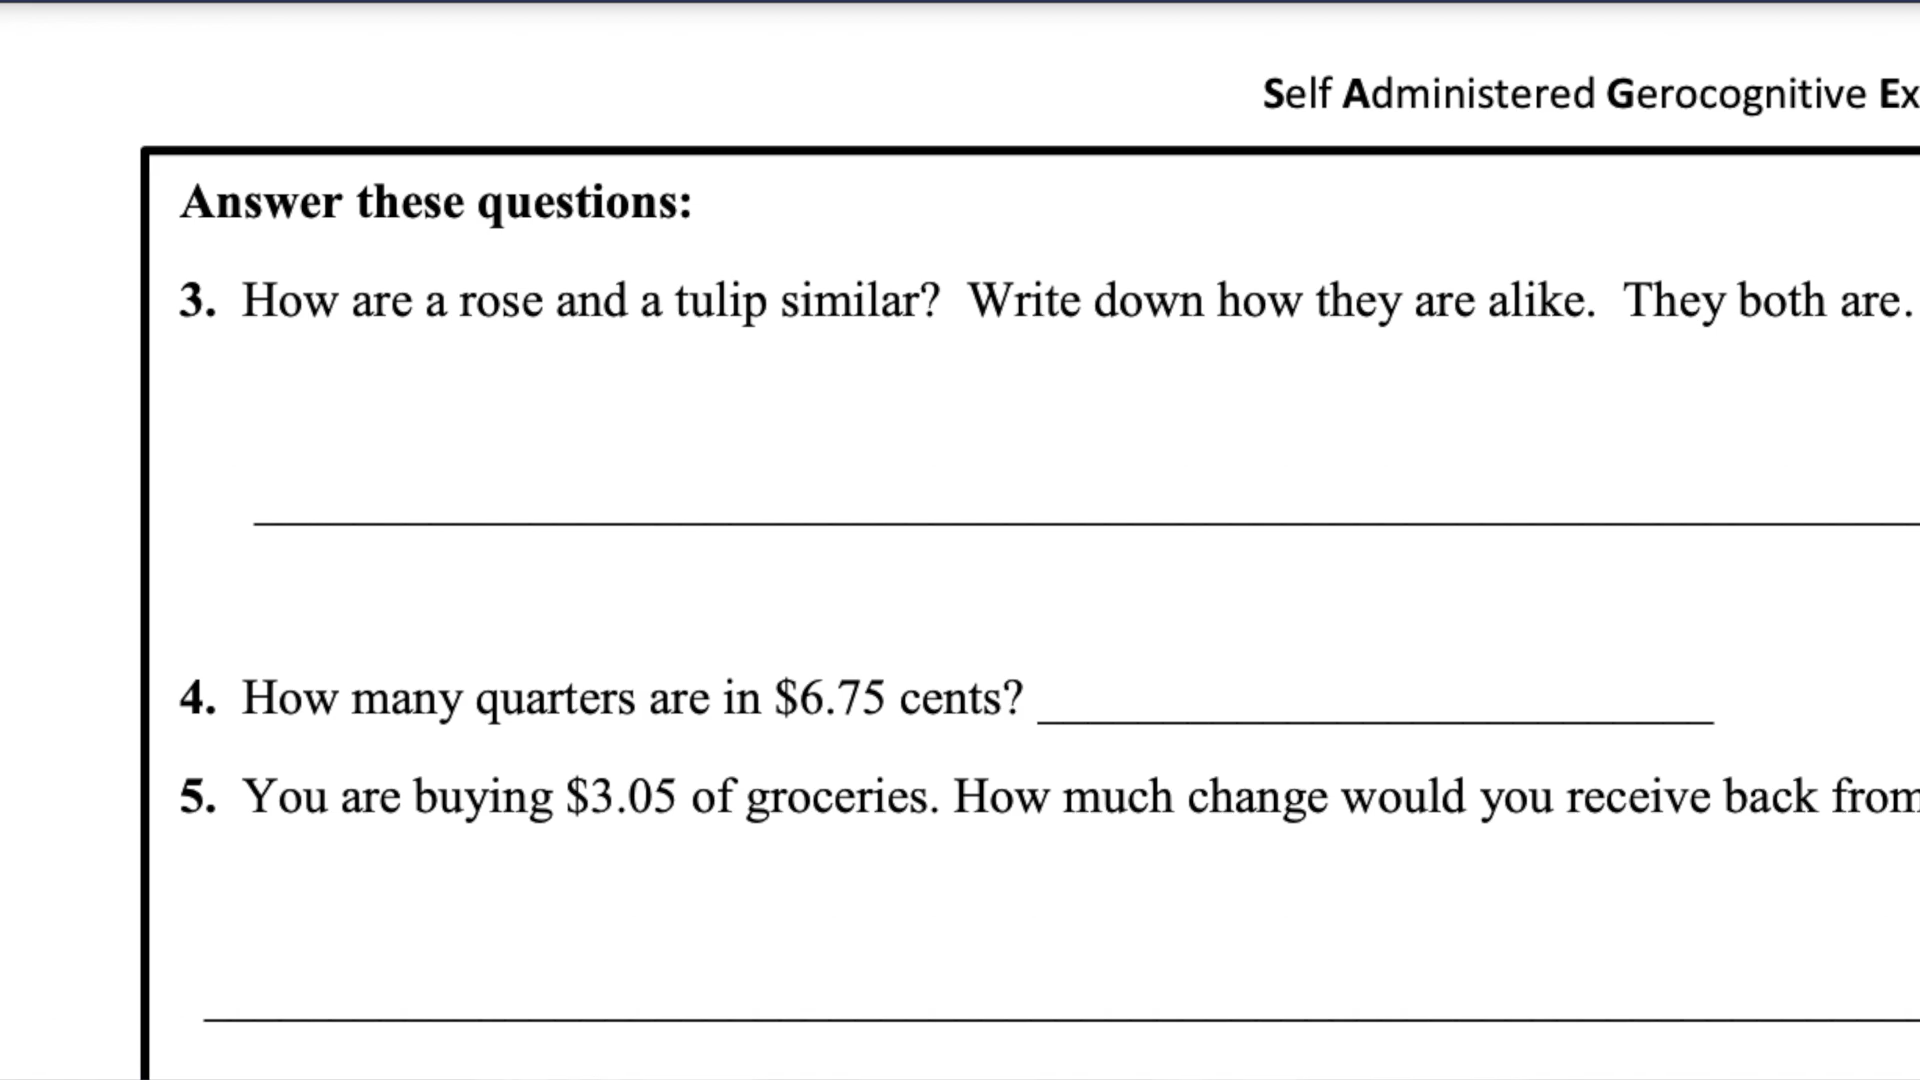 Self Administered Gerocognitive Ex
Answer these questions:
3. How are a rose and a tulip similar? Write down how they are alike. They both are.
4. How many quarters are in $6.75 cents? ______________________
5. You are buying $3.05 of groceries. How much change would you receive back from